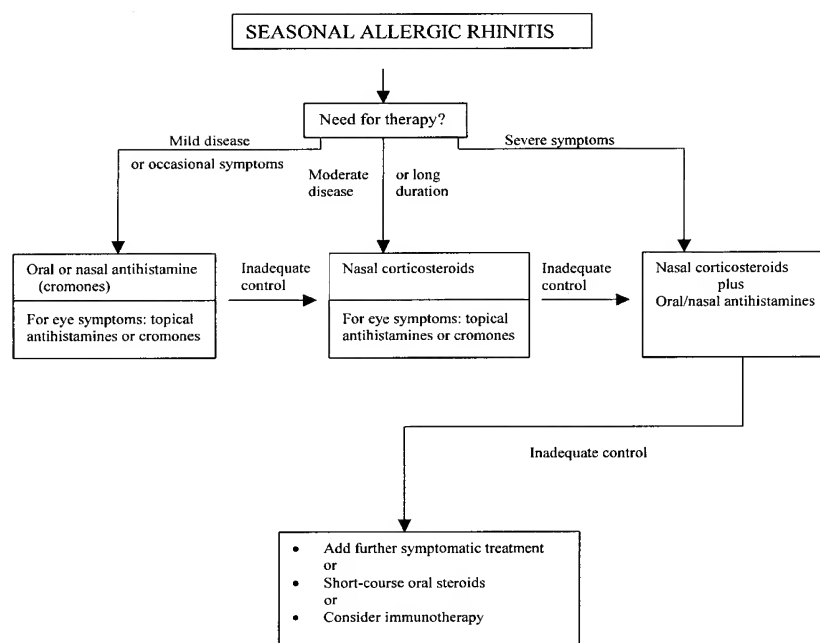 SEASONAL ALLERGIC RHINITIS
Need for therapy?
Mild disease
or occasional symptoms
Moderate
disease
or long
duration
Severe symptoms
Oral or nasal antihistamine
(cromones)
For eye symptoms: topical
antihistamines or cromones
Inadequate
control
Nasal corticosteroids
For eye symptoms: topical
antihistamines or cromones
Inadequate
control
Nasal corticosteroids
plus
Oral/nasal antihistamines
Inadequate control
• Add further symptomatic treatment
or
• Short-course oral steroids
or
• Consider immunotherapy